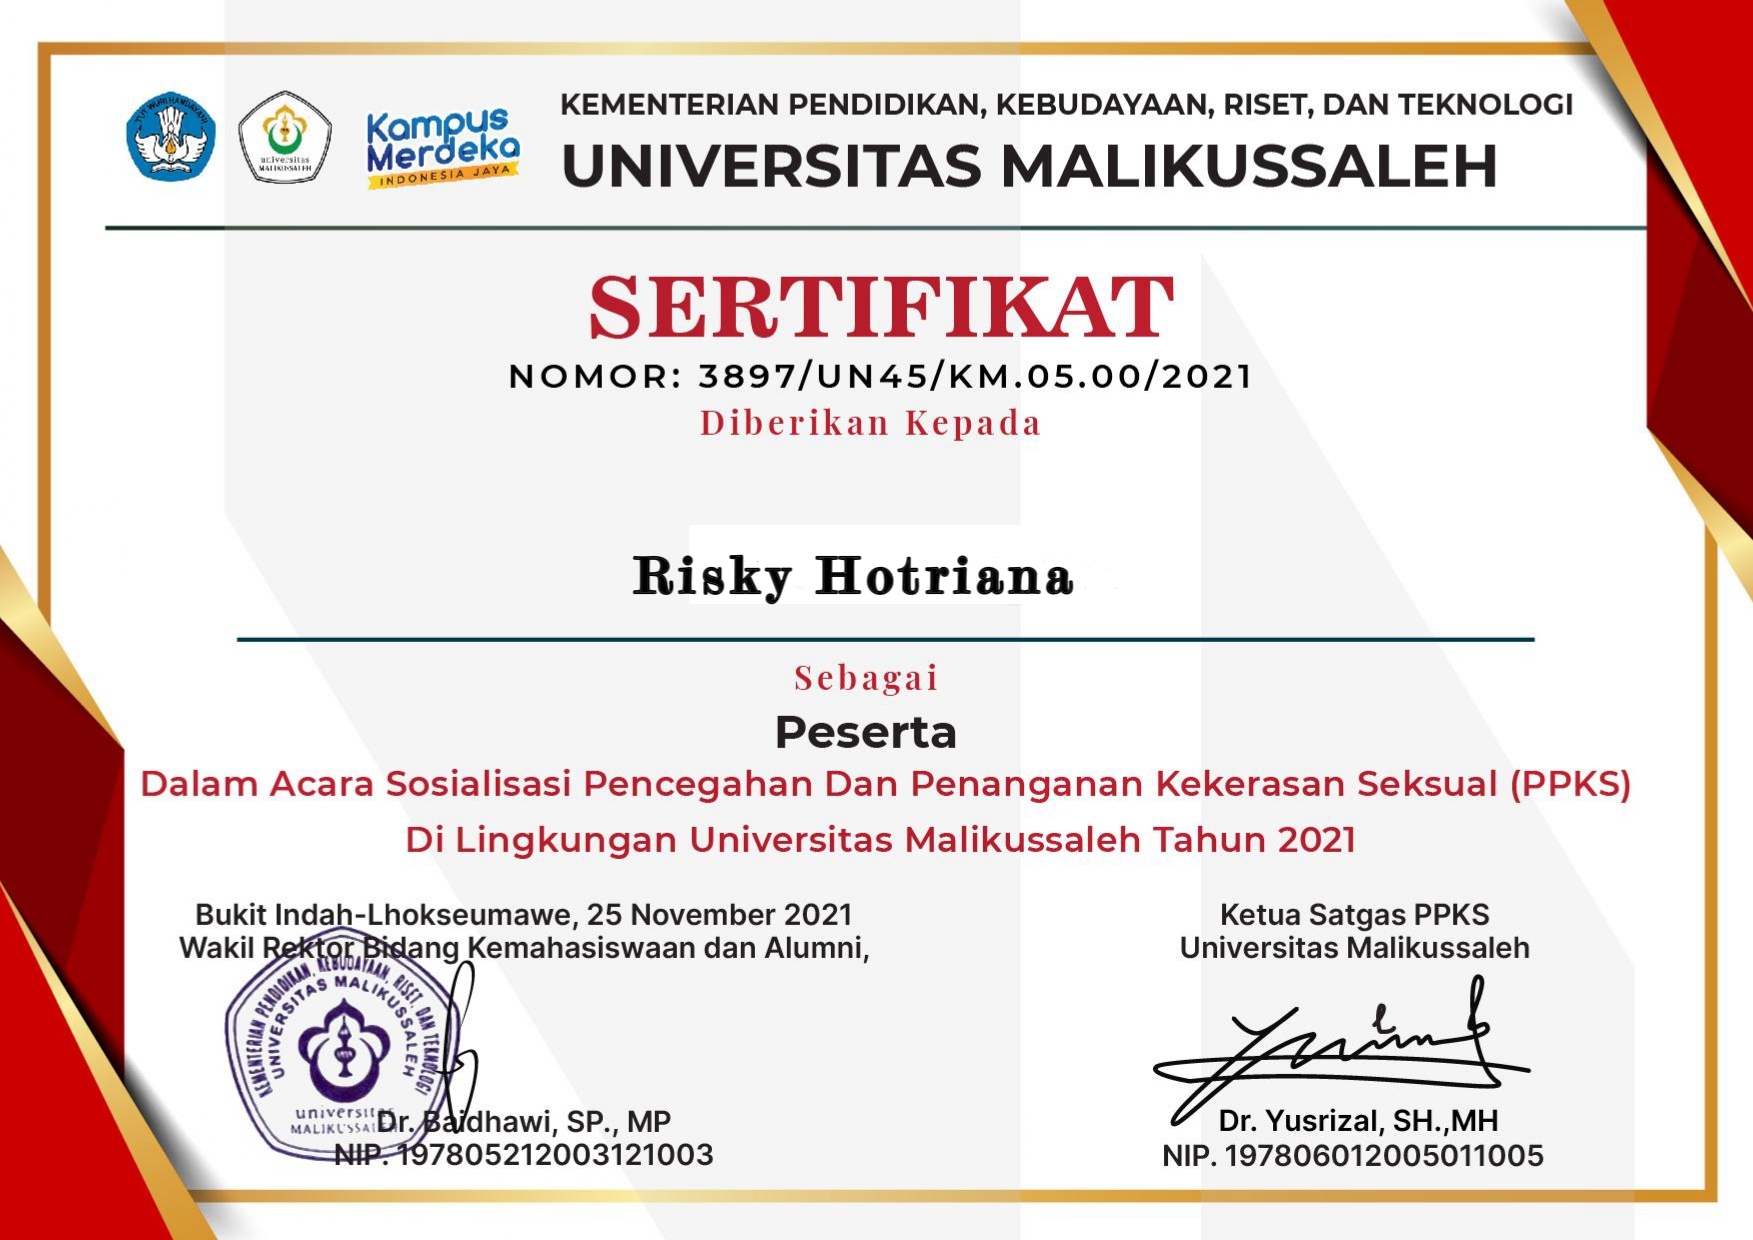 TUT WURI HANDAYANI
universitas
MALIKUSSALEH
Kampus
Merdeka
INDONESIA JAYA
KEMENTERIAN PENDIDIKAN, KEBUDAYAAN, RISET, DAN TEKNOLOGI
UNIVERSITAS MALIKUSSALEH
SERTIFIKAT
NOMOR: 3897/UN45/KM.05.00/2021
Diberikan Kepada
Risky Hotriana
Sebagai
Peserta
Dalam Acara Sosialisasi Pencegahan Dan Penanganan Kekerasan Seksual (PPKS)
Di Lingkungan Universitas Malikussaleh Tahun 2021
Bukit Indah-Lhokseumawe, 25 November 2021
Wakil Rektor Bidang Kemahasiswaan dan Alumni,
KEMENTERIAN PENDIDIKAN, KEBUDAYAAN, RISET, DAN TEKNOLOGI
UNIVERSITAS MALIKUSSALEH
universitas
MALIKUSSALEH
Dr. Baidhawi, SP., MP
NIP. 197805212003121003
Ketua Satgas PPKS
Universitas Malikussaleh
Dr. Yusrizal, SH.,MH
NIP. 197806012005011005